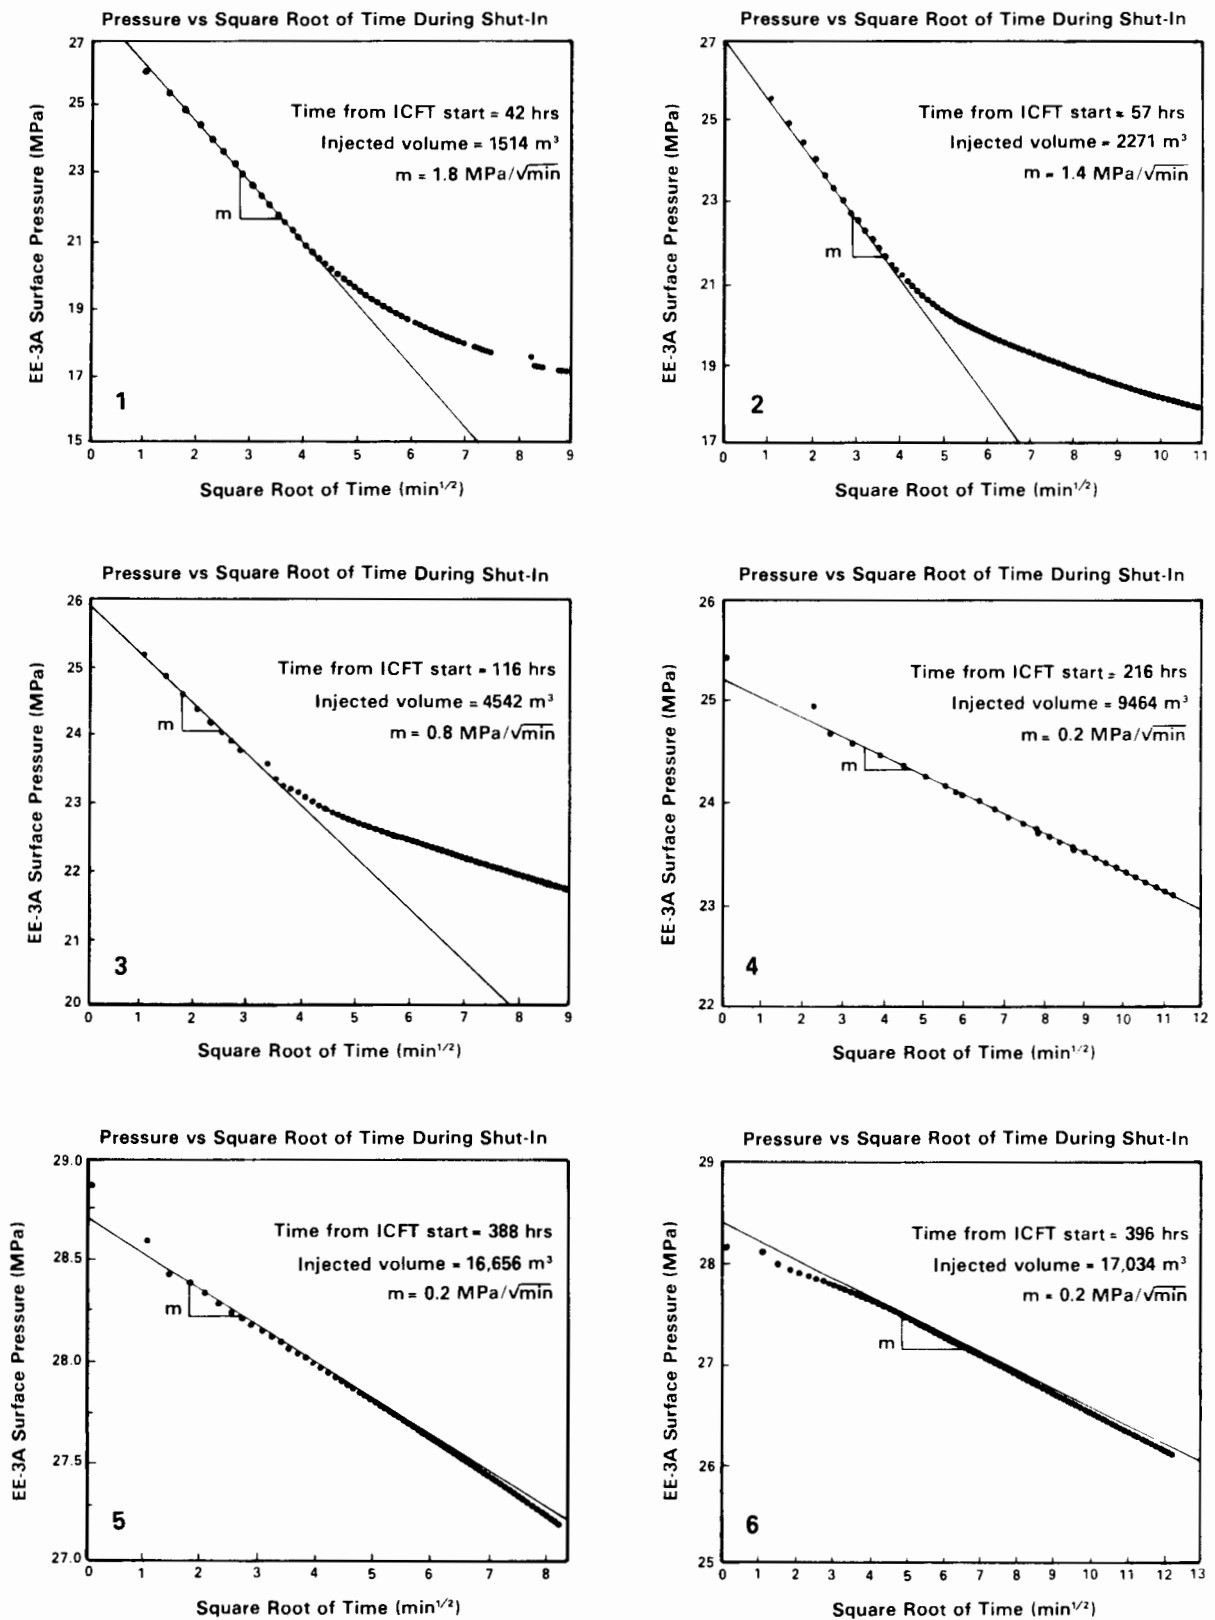 Pressure vs Square Root of Time During Shut-In
27
25
23
21
19
17
15
EE-3A Surface Pressure (MPa)
Time from ICFT start = 42 hrs
Injected volume = 1514 m³
m = 1.8 MPa/√min
m
1
0 1 2 3 4 5 6 7 8 9
Square Root of Time (min¹/²)
Pressure vs Square Root of Time During Shut-In
27
25
23
21
19
17
EE-3A Surface Pressure (MPa)
Time from ICFT start = 57 hrs
Injected volume = 2271 m³
m = 1.4 MPa/√min
m
2
0 1 2 3 4 5 6 7 8 9 10 11
Square Root of Time (min¹/²)
Pressure vs Square Root of Time During Shut-In
26
25
24
23
22
21
20
EE-3A Surface Pressure (MPa)
Time from ICFT start = 116 hrs
Injected volume = 4542 m³
m = 0.8 MPa/√min
m
3
0 1 2 3 4 5 6 7 8 9
Square Root of Time (min¹/²)
Pressure vs Square Root of Time During Shut-In
26
25
24
23
22
EE-3A Surface Pressure (MPa)
Time from ICFT start = 216 hrs
Injected volume = 9464 m³
m = 0.2 MPa/√min
m
4
0 1 2 3 4 5 6 7 8 9 10 11 12
Square Root of Time (min¹/²)
Pressure vs Square Root of Time During Shut-In
29.0
28.5
28.0
27.5
27.0
EE-3A Surface Pressure (MPa)
Time from ICFT start = 388 hrs
Injected volume = 16,656 m³
m = 0.2 MPa/√min
m
5
0 1 2 3 4 5 6 7 8
Square Root of Time (min¹/²)
Pressure vs Square Root of Time During Shut-In
29
28
27
26
25
EE-3A Surface Pressure (MPa)
Time from ICFT start = 396 hrs
Injected volume = 17,034 m³
m = 0.2 MPa/√min
m
6
0 1 2 3 4 5 6 7 8 9 10 11 12 13
Square Root of Time (min¹/²)